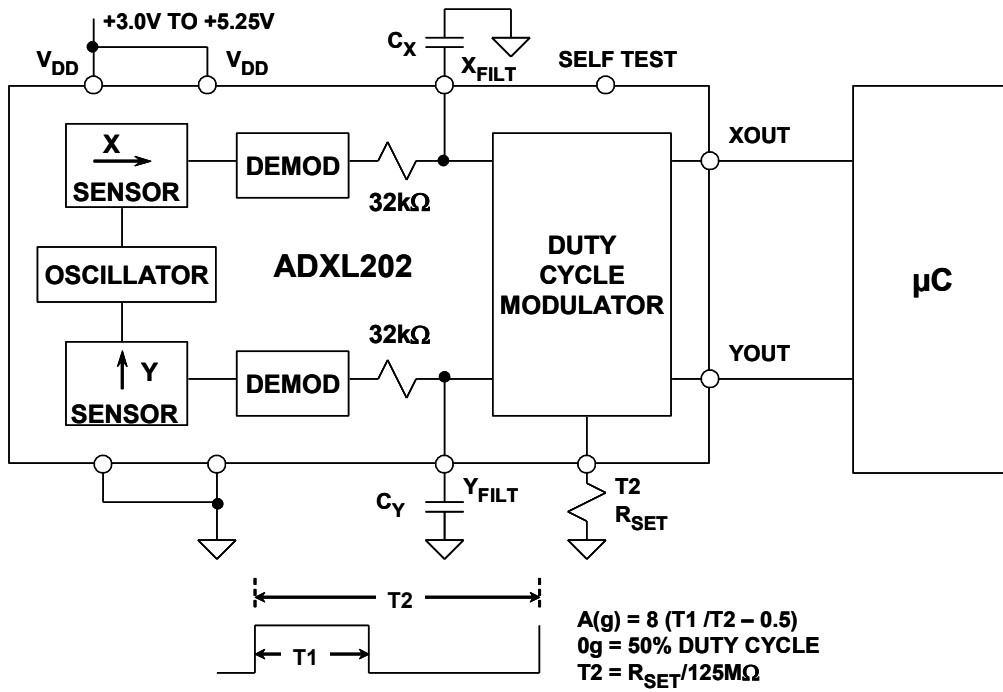 +3.0V TO +5.25V
V_DD
V_DD
C_X
X_FILT
SELF TEST
X
SENSOR
DEMOD
32kΩ
XOUT
OSCILLATOR
ADXL202
DUTY
CYCLE
MODULATOR
µC
Y
SENSOR
DEMOD
32kΩ
YOUT
C_Y
Y_FILT
T2
R_SET
T2
T1
A(g) = 8 (T1 /T2 – 0.5)
0g = 50% DUTY CYCLE
T2 = R_SET/125MΩ